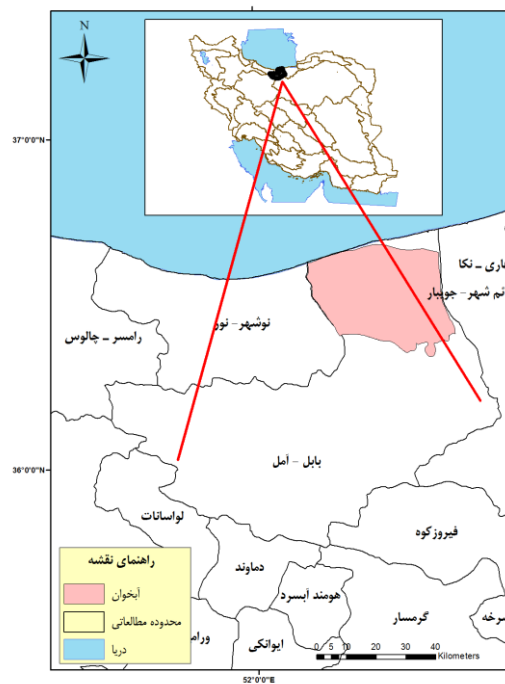 N
37°0'0"N
36°0'0"N
52°0'0"E
ساری - نکا
قائم شهر - جویبار
نوشهر - نور
رامسر - چالوس
بابل - آمل
لواسانات
فیروزکوه
دماوند
هومند آبسرد
گرمسار
سرخه
ایوانکی
ورا
راهنمای نقشه
آبخوان
محدوده مطالعاتی
دریا
0 5 10 20 30 40
Kilometers